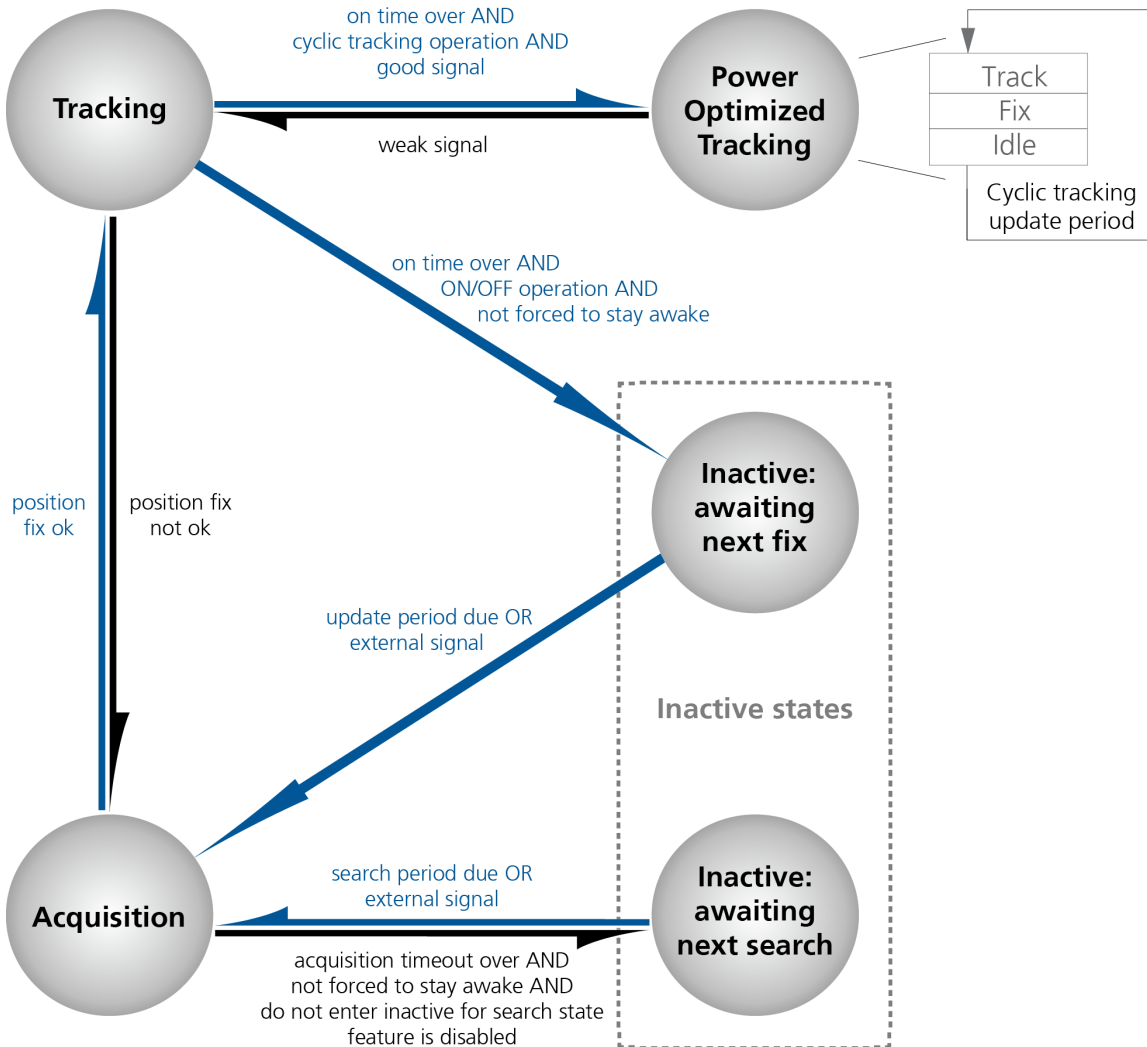 on time over AND
cyclic tracking operation AND
good signal
Tracking
Power
Optimized
Tracking
Track
Fix
Idle
weak signal
Cyclic tracking
update period
on time over AND
ON/OFF operation AND
not forced to stay awake
position
fix ok
position fix
not ok
Inactive:
awaiting
next fix
update period due OR
external signal
Inactive states
search period due OR
external signal
Acquisition
Inactive:
awaiting
next search
acquisition timeout over AND
not forced to stay awake AND
do not enter inactive for search state
feature is disabled